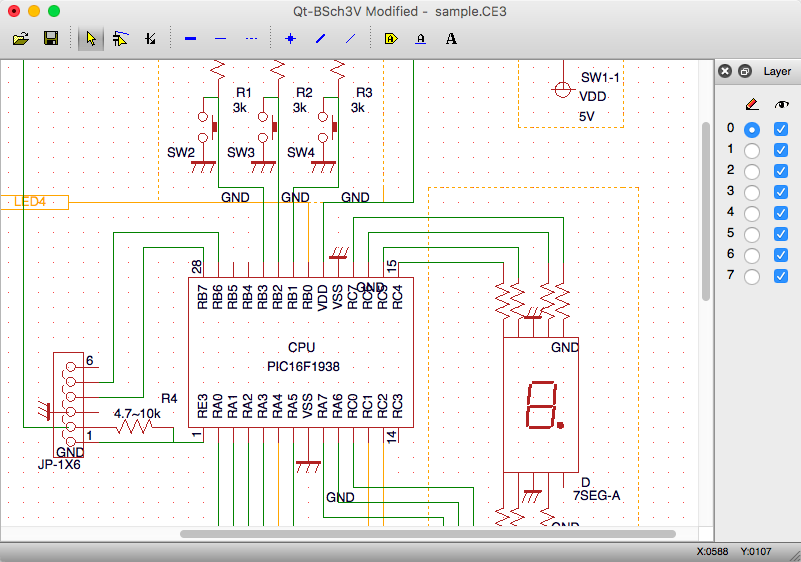 Qt-BSch3V Modified - sample.CE3
A
A
A
Layer
0
1
2
3
4
5
6
7
R1
3k
R2
3k
R3
3k
SW1-1
VDD
5V
SW2
SW3
SW4
LED4
GND
GND
GND
28
15
RB7
RB6
RB5
RB4
RB3
RB2
RB1
RB0
VDD
VSS
RC7
RC6
RC5
RC4
GND
CPU
PIC16F1938
GND
6
R4
4.7~10k
1
GND
JP-1X6
RE3
RA0
RA1
RA2
RA3
RA4
RA5
VSS
RA7
RA6
RC0
RC1
RC2
RC3
1
14
GND
D
7SEG-A
GND
X:0588 Y:0107